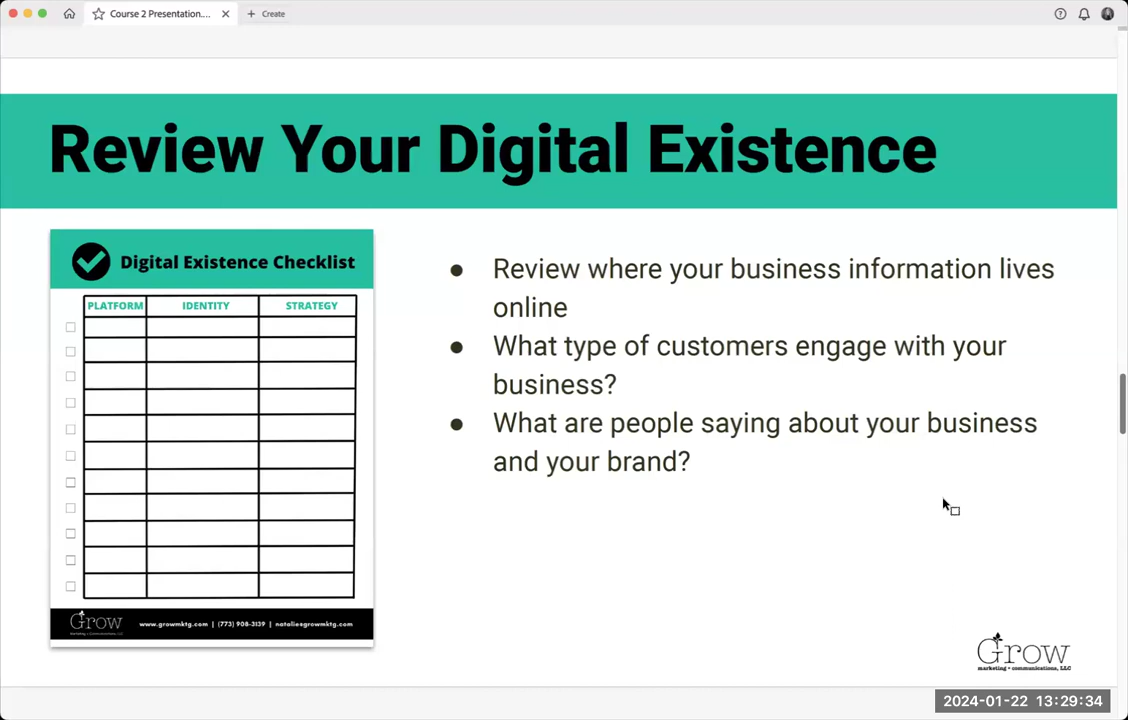 Course 2 Presentation....
Create
Review Your Digital Existence
Digital Existence Checklist
PLATFORM IDENTITY STRATEGY
Grow
Marketing + Communications, LLC
www.growmktg.com | (773) 908-3139 | natalie@growmktg.com
● Review where your business information lives
online
● What type of customers engage with your
business?
● What are people saying about your business
and your brand?
Grow
marketing + communications, LLC
2024-01-22 13:29:34